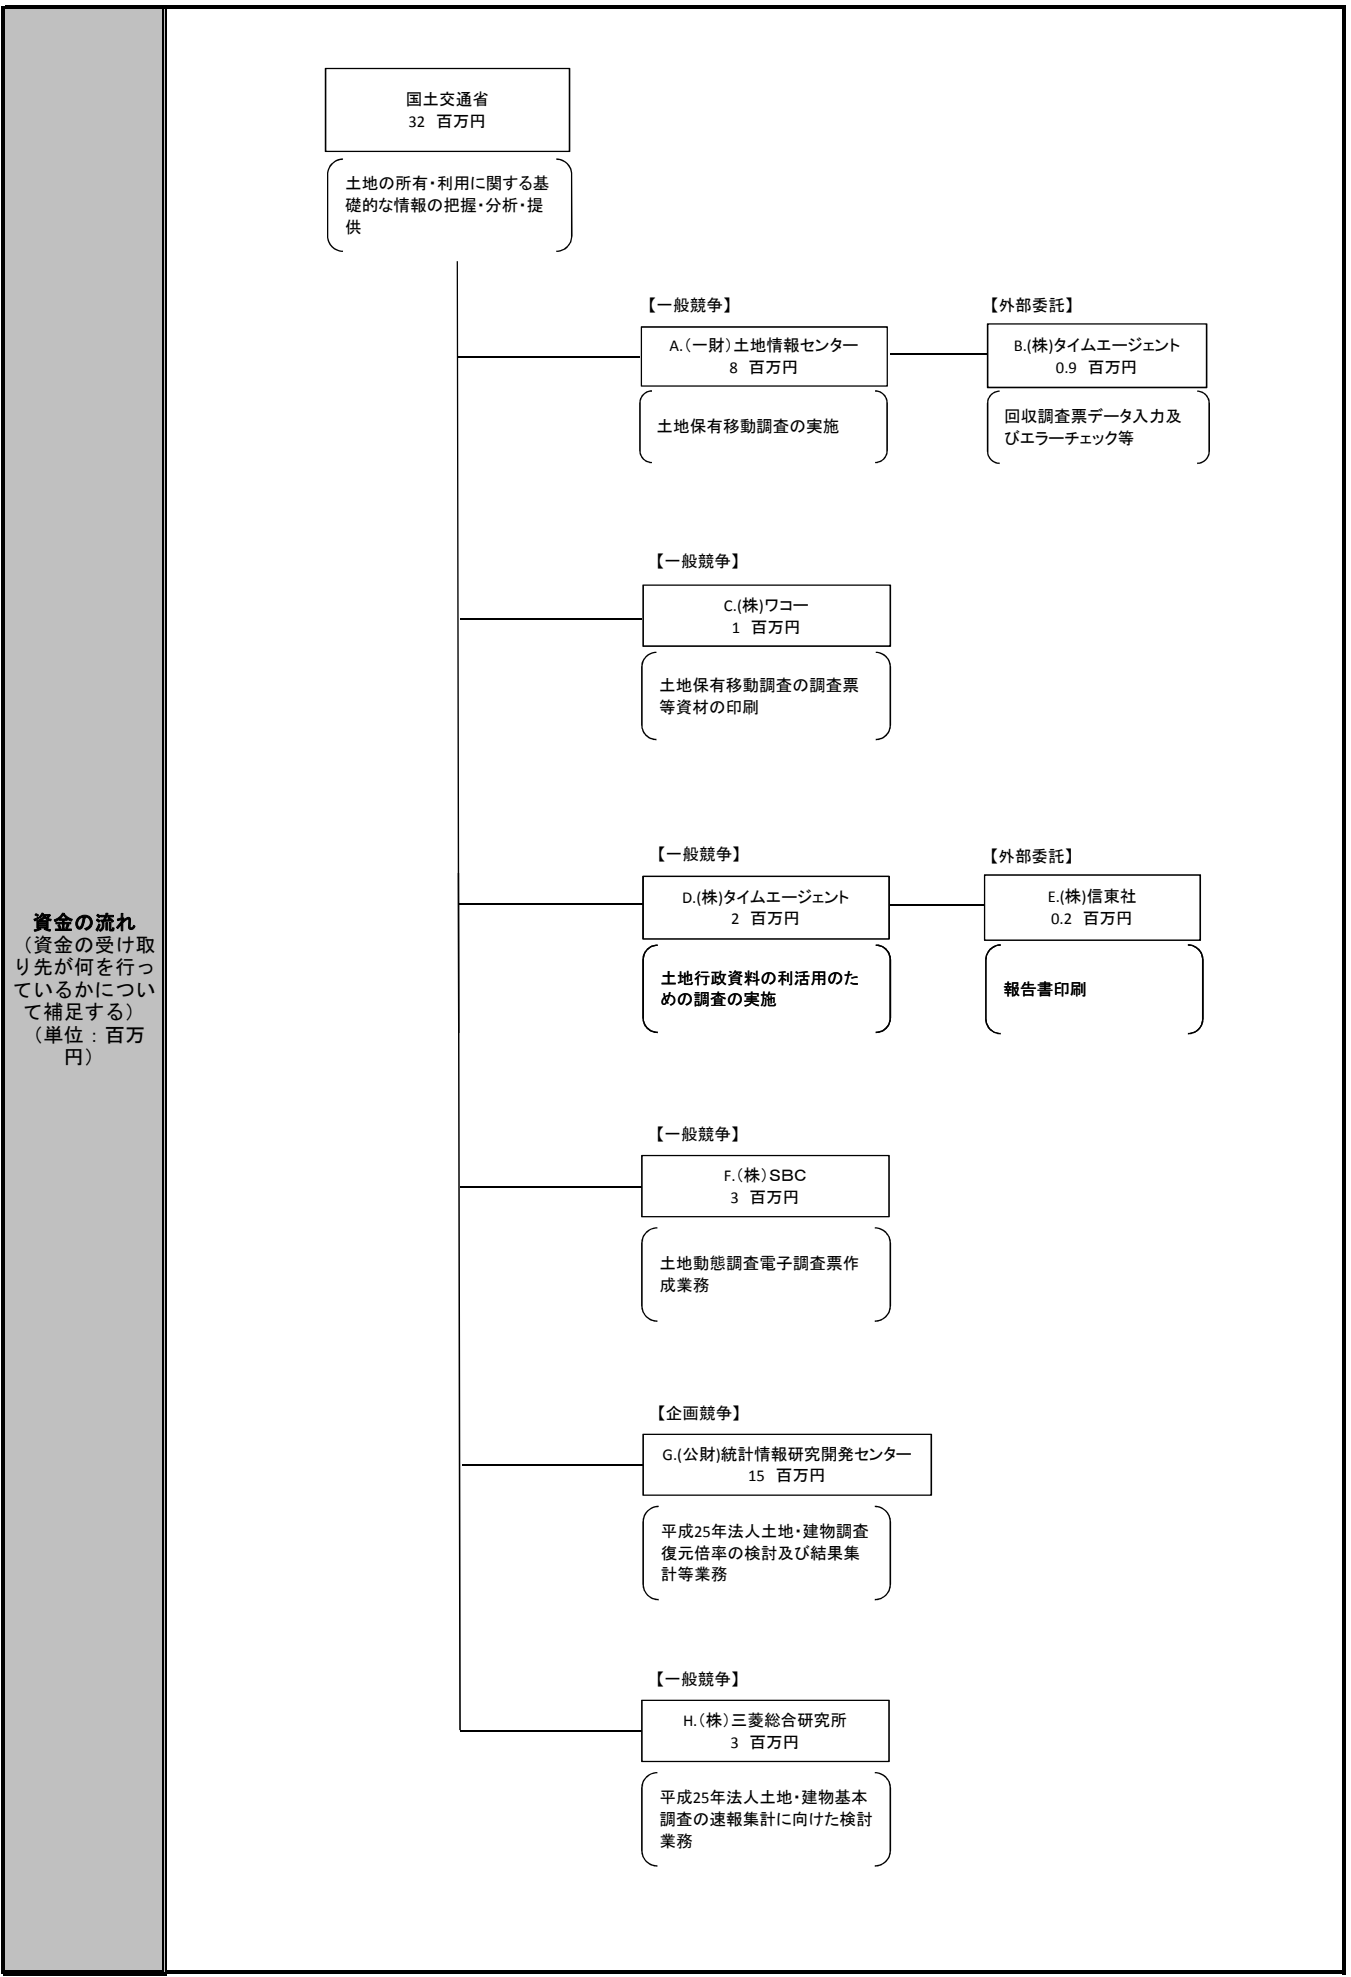 資金の流れ
（資金の受け取
り先が何を行っ
ているかについ
て補足する）
（単位：百万
円）
国土交通省
32 百万円
土地の所有・利用に関する基
礎的な情報の把握・分析・提
供
【一般競争】
A.（一財）土地情報センター
8 百万円
土地保有移動調査の実施
【外部委託】
B.(株)タイムエージェント
0.9 百万円
回収調査票データ入力及
びエラーチェック等
【一般競争】
C.(株)ワコー
1 百万円
土地保有移動調査の調査票
等資材の印刷
【一般競争】
D.(株)タイムエージェント
2 百万円
土地行政資料の利活用のた
めの調査の実施
【外部委託】
E.(株)信東社
0.2 百万円
報告書印刷
【一般競争】
F.（株）SBC
3 百万円
土地動態調査電子調査票作
成業務
【企画競争】
G.(公財)統計情報研究開発センター
15 百万円
平成25年法人土地・建物調査
復元倍率の検討及び結果集
計等業務
【一般競争】
H.（株）三菱総合研究所
3 百万円
平成25年法人土地・建物基本
調査の速報集計に向けた検討
業務